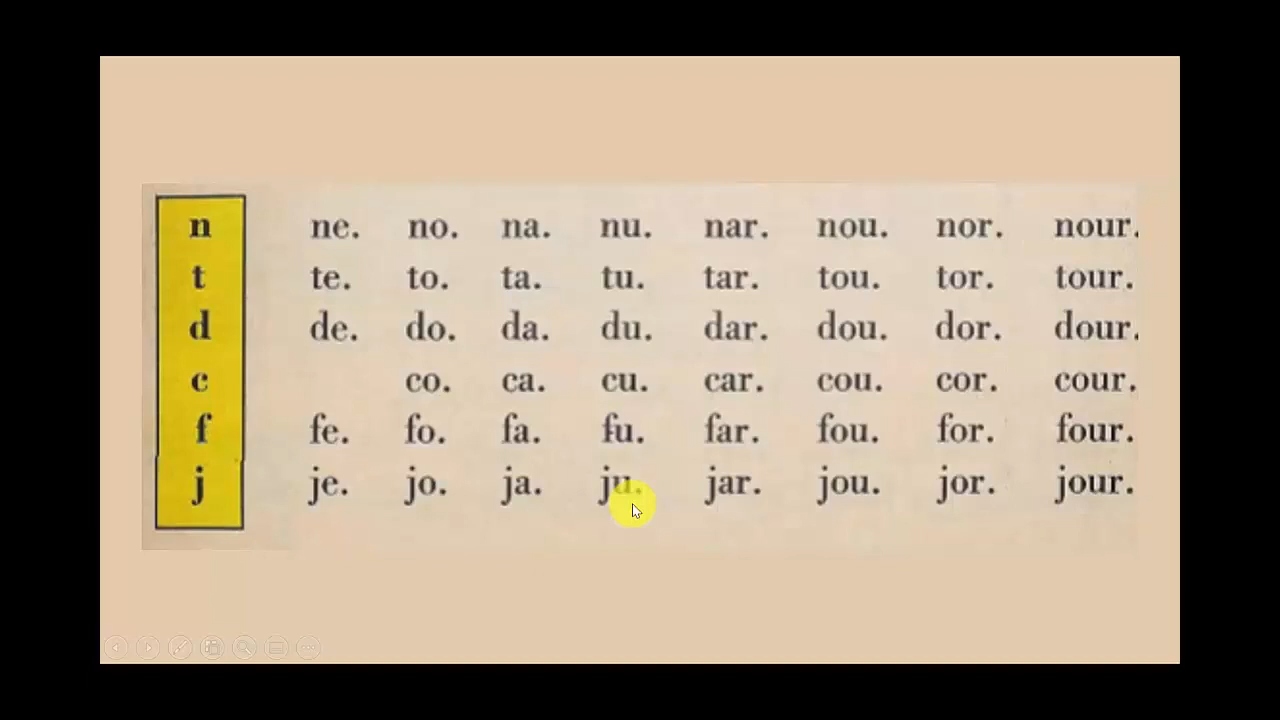 n ne. no. na. nu. nar. nou. nor. nour.
t te. to. ta. tu. tar. tou. tor. tour.
d de. do. da. du. dar. dou. dor. dour.
c co. ca. cu. car. cou. cor. cour.
f fe. fo. fa. fu. far. fou. for. four.
j je. jo. ja. ju. jar. jou. jor. jour.